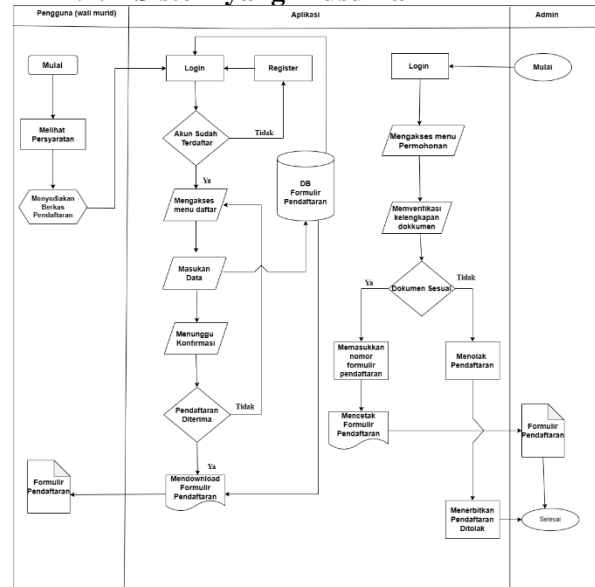 Sistem yang
Pengguna (wali murid)
Aplikasi
Admin
Mulai
Login
Register
Login
Mulai
Melihat
Persyaratan
Akun Sudah
Terdaftar
Tidak
Mengakses menu
Permohonan
Ya
Menyediakan
Berkas
Pendaftaran
Mengakses
menu daftar
DB
Formulir
Pendaftaran
Memverifikasi
kelengkapan
dokkumen
Masukan
Data
Ya
Dokumen Sesuai
Tidak
Menunggu
Konfirmasi
Memasukkan
nomor
formulir
pendaftaran
Menolak
Pendaftaran
Pendaftaran
Diterima
Tidak
Mencetak
Formulir
Pendaftaran
Formulir
Pendaftaran
Ya
Formulir
Pendaftaran
Mendownload
Formulir
Pendaftaran
Menerbitkan
Pendaftaran
Ditolak
Selesai